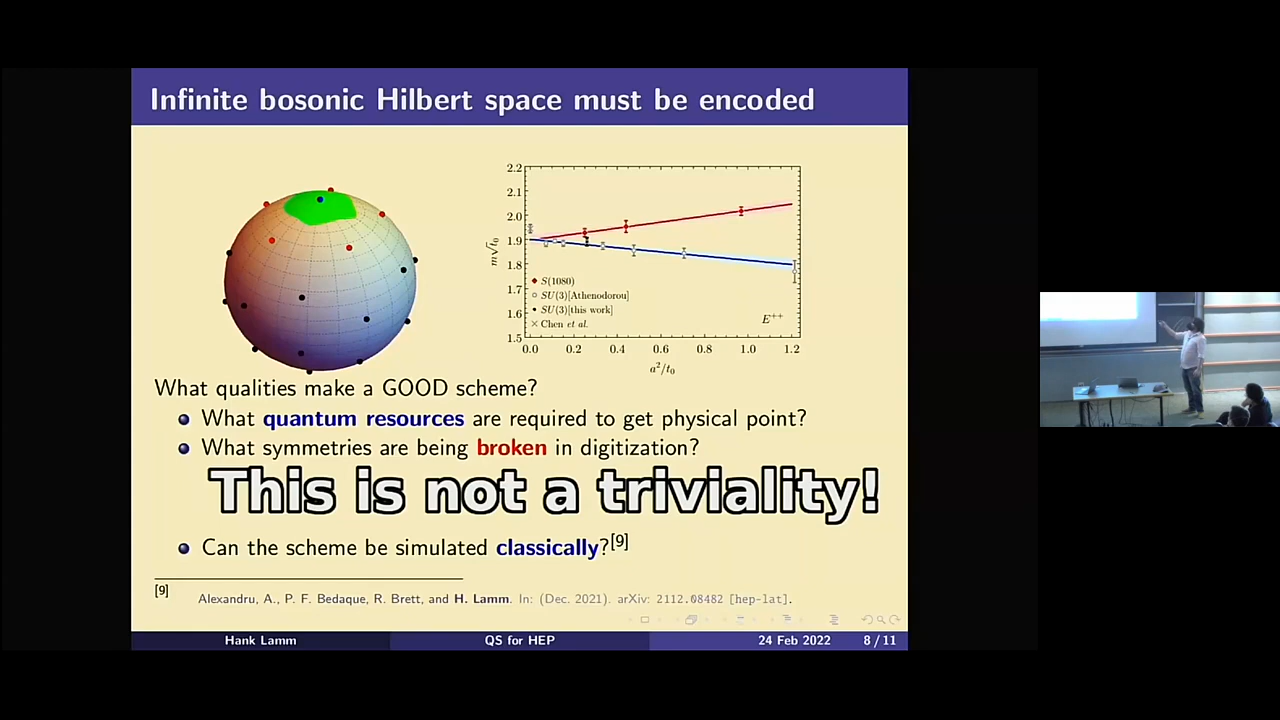 Infinite bosonic Hilbert space must be encoded
2.2
2.1
2.0
1.9
1.8
1.7
1.6
1.5
m√t₀
S(1080)
SU(3)[Athenodorou]
SU(3)[this work]
Chen et al.
E⁺⁺
0.0 0.2 0.4 0.6 0.8 1.0 1.2
a²/t₀
What qualities make a GOOD scheme?
What quantum resources are required to get physical point?
What symmetries are being broken in digitization?
This is not a triviality!
Can the scheme be simulated classically?[9]
[9] Alexandru, A., P. F. Bedaque, R. Brett, and H. Lamm. In: (Dec. 2021). arXiv: 2112.08482 [hep-lat].
Hank Lamm QS for HEP 24 Feb 2022 8 / 11